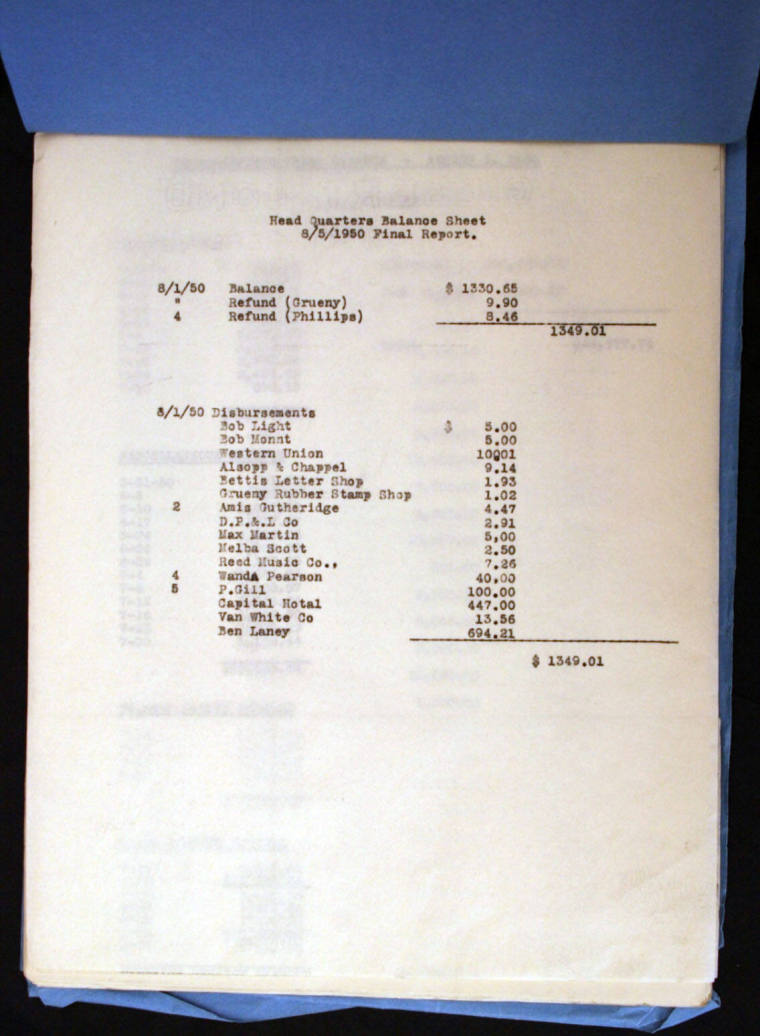 Head Quarters Balance Sheet
8/5/1950 Final Report.
8/1/50 Balance $ 1330.65
" Refund (Grueny) 9.90
4 Refund (Phillips) 8.46
1349.01
8/1/50 Disbursements
Bob Light $ 5.00
Bob Monnt 5.00
Western Union 10001
Alsopp & Chappel 9.14
Bettis Letter Shop 1.93
Grueny Rubber Stamp Shop 1.02
2 Amis Gutheridge 4.47
D.P.&.L Co 2.91
Max Martin 5,00
Melba Scott 2.50
Reed Music Co., 7.26
4 WandA Pearson 40,00
5 P.Gill 100.00
Capital Hotal 447.00
Van White Co 13.56
Ben Laney 694.21
$ 1349.01